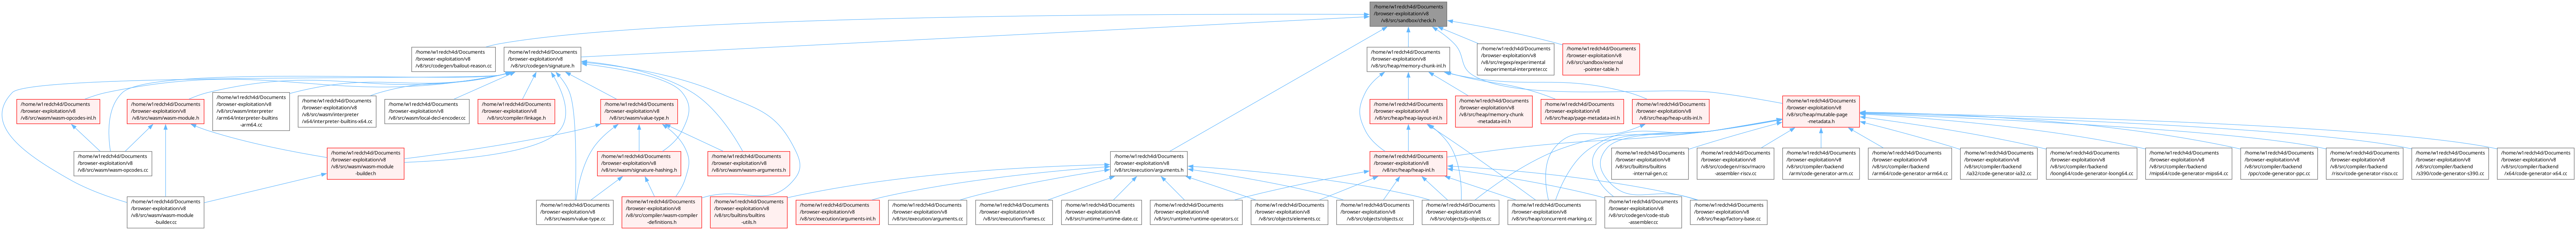 /home/w1redch4d/Documents
/browser-exploitation/v8
/v8/src/sandbox/check.h
/home/w1redch4d/Documents
/browser-exploitation/v8
/v8/src/codegen/bailout-reason.cc
/home/w1redch4d/Documents
/browser-exploitation/v8
/v8/src/codegen/signature.h
/home/w1redch4d/Documents
/browser-exploitation/v8
/v8/src/heap/memory-chunk-inl.h
/home/w1redch4d/Documents
/browser-exploitation/v8
/v8/src/regexp/experimental
/experimental-interpreter.cc
/home/w1redch4d/Documents
/browser-exploitation/v8
/v8/src/sandbox/external
-pointer-table.h
/home/w1redch4d/Documents
/browser-exploitation/v8
/v8/src/wasm/wasm-opcodes-inl.h
/home/w1redch4d/Documents
/browser-exploitation/v8
/v8/src/wasm/wasm-module.h
/home/w1redch4d/Documents
/browser-exploitation/v8
/v8/src/wasm/interpreter
/arm64/interpreter-builtins
-arm64.cc
/home/w1redch4d/Documents
/browser-exploitation/v8
/v8/src/wasm/interpreter
/x64/interpreter-builtins-x64.cc
/home/w1redch4d/Documents
/browser-exploitation/v8
/v8/src/wasm/local-decl-encoder.cc
/home/w1redch4d/Documents
/browser-exploitation/v8
/v8/src/compiler/linkage.h
/home/w1redch4d/Documents
/browser-exploitation/v8
/v8/src/wasm/value-type.h
/home/w1redch4d/Documents
/browser-exploitation/v8
/v8/src/heap/heap-layout-inl.h
/home/w1redch4d/Documents
/browser-exploitation/v8
/v8/src/heap/memory-chunk
-metadata-inl.h
/home/w1redch4d/Documents
/browser-exploitation/v8
/v8/src/heap/page-metadata-inl.h
/home/w1redch4d/Documents
/browser-exploitation/v8
/v8/src/heap/heap-utils-inl.h
/home/w1redch4d/Documents
/browser-exploitation/v8
/v8/src/heap/mutable-page
-metadata.h
/home/w1redch4d/Documents
/browser-exploitation/v8
/v8/src/wasm/wasm-opcodes.cc
/home/w1redch4d/Documents
/browser-exploitation/v8
/v8/src/wasm/wasm-module
-builder.h
/home/w1redch4d/Documents
/browser-exploitation/v8
/v8/src/wasm/signature-hashing.h
/home/w1redch4d/Documents
/browser-exploitation/v8
/v8/src/wasm/wasm-arguments.h
/home/w1redch4d/Documents
/browser-exploitation/v8
/v8/src/execution/arguments.h
/home/w1redch4d/Documents
/browser-exploitation/v8
/v8/src/heap/heap-inl.h
/home/w1redch4d/Documents
/browser-exploitation/v8
/v8/src/builtins/builtins
-internal-gen.cc
/home/w1redch4d/Documents
/browser-exploitation/v8
/v8/src/codegen/riscv/macro
-assembler-riscv.cc
/home/w1redch4d/Documents
/browser-exploitation/v8
/v8/src/compiler/backend
/arm/code-generator-arm.cc
/home/w1redch4d/Documents
/browser-exploitation/v8
/v8/src/compiler/backend
/arm64/code-generator-arm64.cc
/home/w1redch4d/Documents
/browser-exploitation/v8
/v8/src/compiler/backend
/ia32/code-generator-ia32.cc
/home/w1redch4d/Documents
/browser-exploitation/v8
/v8/src/compiler/backend
/loong64/code-generator-loong64.cc
/home/w1redch4d/Documents
/browser-exploitation/v8
/v8/src/compiler/backend
/mips64/code-generator-mips64.cc
/home/w1redch4d/Documents
/browser-exploitation/v8
/v8/src/compiler/backend
/ppc/code-generator-ppc.cc
/home/w1redch4d/Documents
/browser-exploitation/v8
/v8/src/compiler/backend
/riscv/code-generator-riscv.cc
/home/w1redch4d/Documents
/browser-exploitation/v8
/v8/src/compiler/backend
/s390/code-generator-s390.cc
/home/w1redch4d/Documents
/browser-exploitation/v8
/v8/src/compiler/backend
/x64/code-generator-x64.cc
/home/w1redch4d/Documents
/browser-exploitation/v8
/v8/src/wasm/wasm-module
-builder.cc
/home/w1redch4d/Documents
/browser-exploitation/v8
/v8/src/wasm/value-type.cc
/home/w1redch4d/Documents
/browser-exploitation/v8
/v8/src/compiler/wasm-compiler
-definitions.h
/home/w1redch4d/Documents
/browser-exploitation/v8
/v8/src/builtins/builtins
-utils.h
/home/w1redch4d/Documents
/browser-exploitation/v8
/v8/src/execution/arguments-inl.h
/home/w1redch4d/Documents
/browser-exploitation/v8
/v8/src/execution/arguments.cc
/home/w1redch4d/Documents
/browser-exploitation/v8
/v8/src/execution/frames.cc
/home/w1redch4d/Documents
/browser-exploitation/v8
/v8/src/runtime/runtime-date.cc
/home/w1redch4d/Documents
/browser-exploitation/v8
/v8/src/runtime/runtime-operators.cc
/home/w1redch4d/Documents
/browser-exploitation/v8
/v8/src/objects/elements.cc
/home/w1redch4d/Documents
/browser-exploitation/v8
/v8/src/objects/objects.cc
/home/w1redch4d/Documents
/browser-exploitation/v8
/v8/src/objects/js-objects.cc
/home/w1redch4d/Documents
/browser-exploitation/v8
/v8/src/heap/concurrent-marking.cc
/home/w1redch4d/Documents
/browser-exploitation/v8
/v8/src/codegen/code-stub
-assembler.cc
/home/w1redch4d/Documents
/browser-exploitation/v8
/v8/src/heap/factory-base.cc